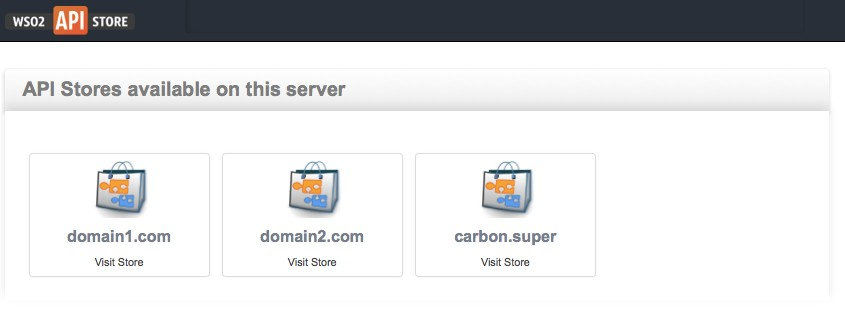 WSO2 API STORE
API Stores available on this server
domain1.com
Visit Store
domain2.com
Visit Store
carbon.super
Visit Store